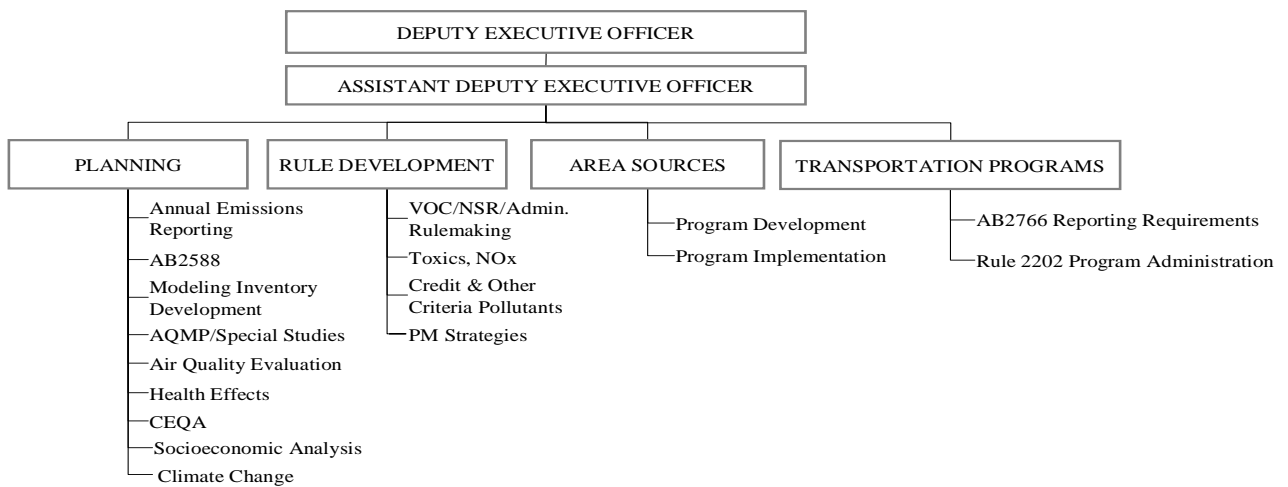 DEPUTY EXECUTIVE OFFICER
ASSISTANT DEPUTY EXECUTIVE OFFICER
PLANNING
Annual Emissions
Reporting
AB2588
Modeling Inventory
Development
AQMP/Special Studies
Air Quality Evaluation
Health Effects
CEQA
Socioeconomic Analysis
Climate Change
RULE DEVELOPMENT
VOC/NSR/Admin.
Rulemaking
Toxics, NOx
Credit & Other
Criteria Pollutants
PM Strategies
AREA SOURCES
Program Development
Program Implementation
TRANSPORTATION PROGRAMS
AB2766 Reporting Requirements
Rule 2202 Program Administration